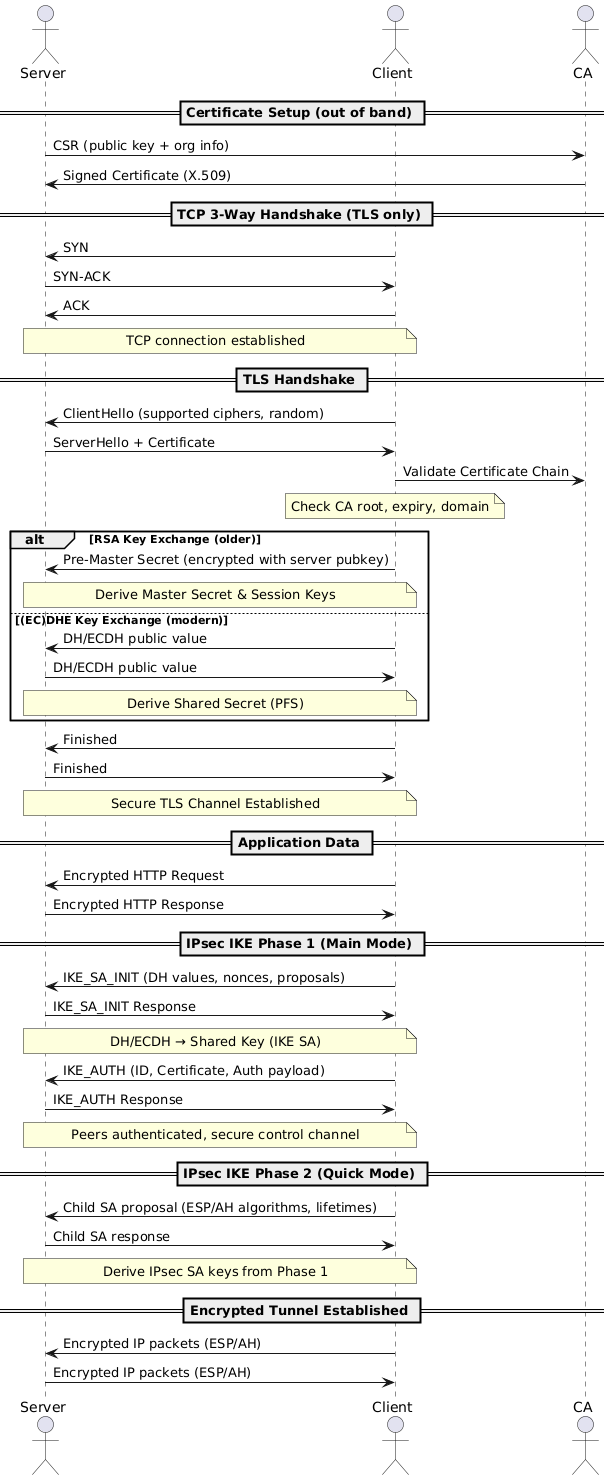 Server
Client
CA
Certificate Setup (out of band)
CSR (public key + org info)
Signed Certificate (X.509)
TCP 3-Way Handshake (TLS only)
SYN
SYN-ACK
ACK
TCP connection established
TLS Handshake
ClientHello (supported ciphers, random)
ServerHello + Certificate
Validate Certificate Chain
Check CA root, expiry, domain
alt [RSA Key Exchange (older)]
Pre-Master Secret (encrypted with server pubkey)
Derive Master Secret & Session Keys
[(EC)DHE Key Exchange (modern)]
DH/ECDH public value
DH/ECDH public value
Derive Shared Secret (PFS)
Finished
Finished
Secure TLS Channel Established
Application Data
Encrypted HTTP Request
Encrypted HTTP Response
IPsec IKE Phase 1 (Main Mode)
IKE_SA_INIT (DH values, nonces, proposals)
IKE_SA_INIT Response
DH/ECDH → Shared Key (IKE SA)
IKE_AUTH (ID, Certificate, Auth payload)
IKE_AUTH Response
Peers authenticated, secure control channel
IPsec IKE Phase 2 (Quick Mode)
Child SA proposal (ESP/AH algorithms, lifetimes)
Child SA response
Derive IPsec SA keys from Phase 1
Encrypted Tunnel Established
Encrypted IP packets (ESP/AH)
Encrypted IP packets (ESP/AH)
Server
Client
CA